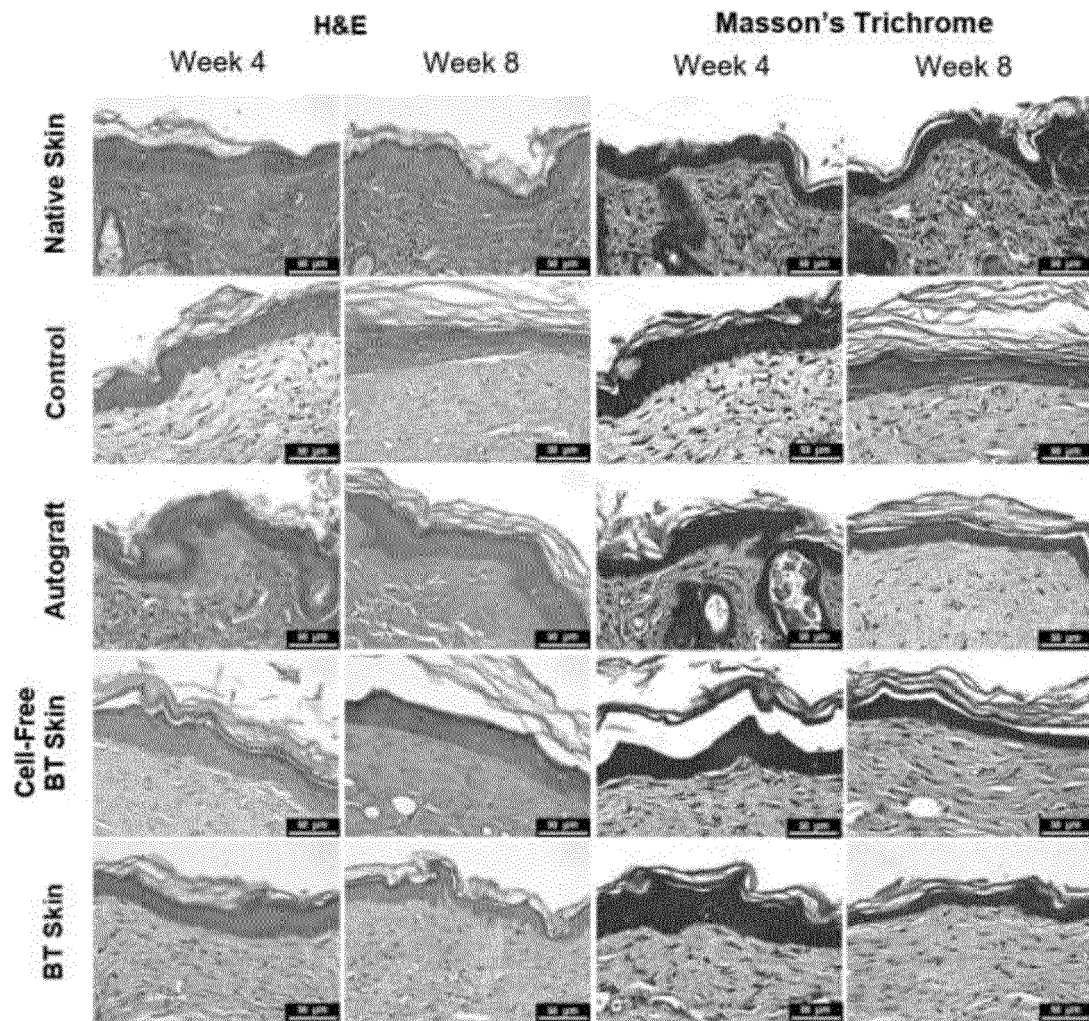 H&E
Masson's Trichrome
Week 4
Week 8
Week 4
Week 8
Native Skin
Control
Autograft
Cell-Free
BT Skin
BT Skin